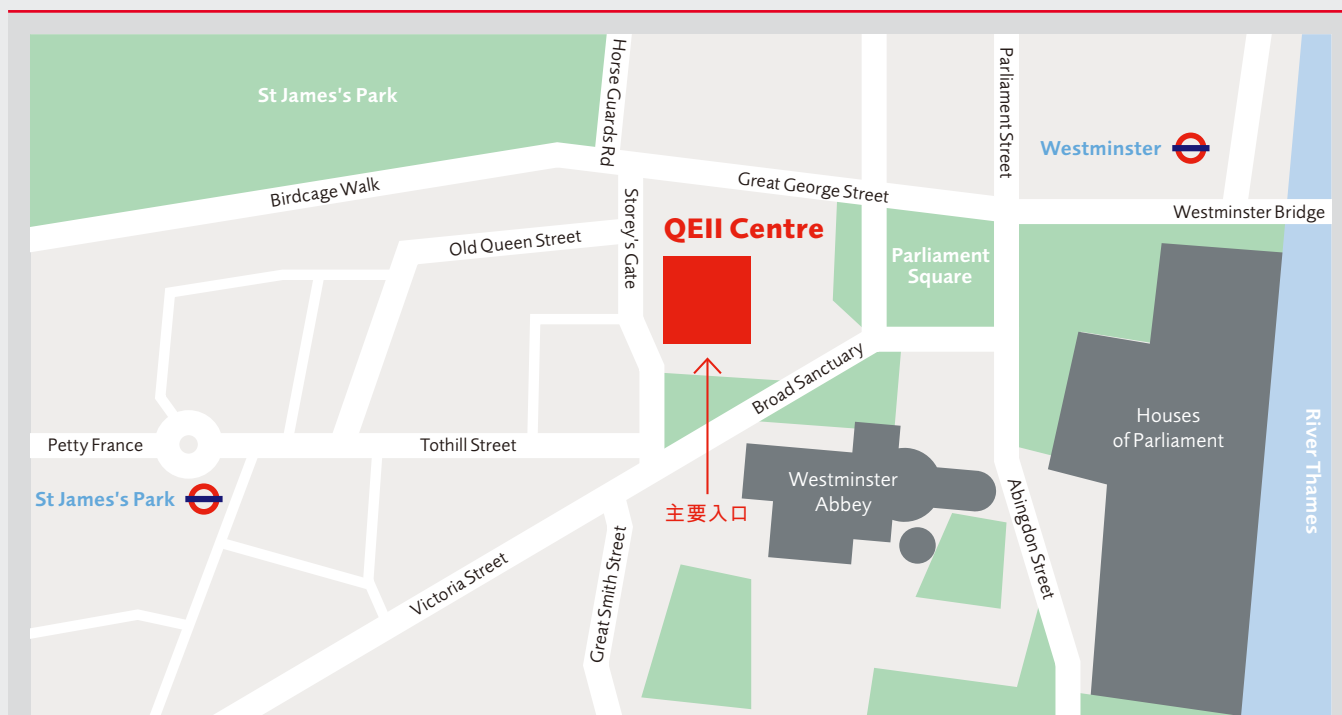 St James's Park
Horse Guards Rd
Parliament Street
Westminster
Birdcage Walk
Great George Street
Westminster Bridge
Storey's Gate
QEII Centre
Old Queen Street
Parliament
Square
Broad Sanctuary
Houses
of Parliament
River Thames
Petty France
Tothill Street
St James's Park
Westminster
Abbey
主要入口
Abingdon Street
Victoria Street
Great Smith Street